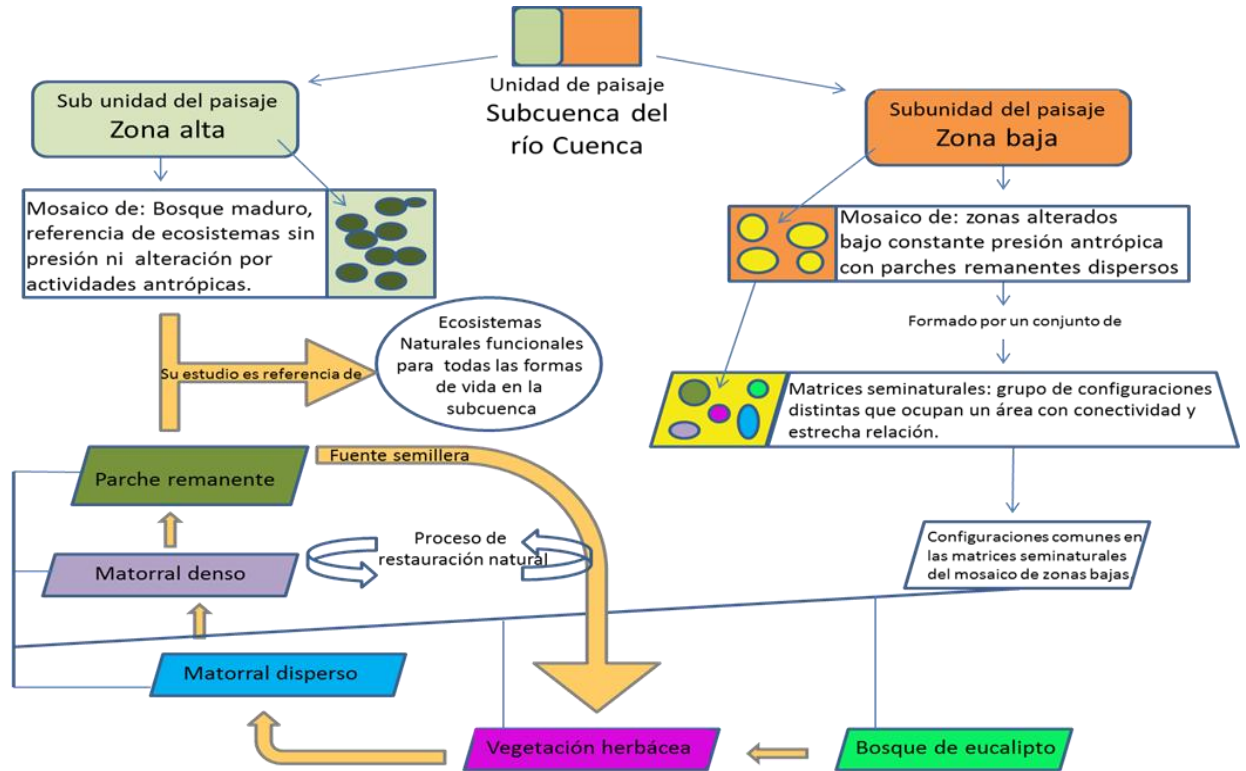 Unidad de paisaje
Subcuenca del
río Cuenca
Sub unidad del paisaje
Zona alta
Subunidad del paisaje
Zona baja
Mosaico de: Bosque maduro,
referencia de ecosistemas sin
presión ni alteración por
actividades antrópicas.
Mosaico de: zonas alterados
bajo constante presión antrópica
con parches remanentes dispersos
Formado por un conjunto de
Ecosistemas
Naturales funcionales
para todas las formas
de vida en la
subcuenca
Su estudio es referencia de
Matrices seminaturales: grupo de configuraciones
distintas que ocupan un área con conectividad y
estrecha relación.
Fuente semillera
Parche remanente
Proceso de
restauración natural
Configuraciones comunes en
las matrices seminaturales
del mosaico de zonas bajas
Matorral denso
Matorral disperso
Vegetación herbácea
Bosque de eucalipto